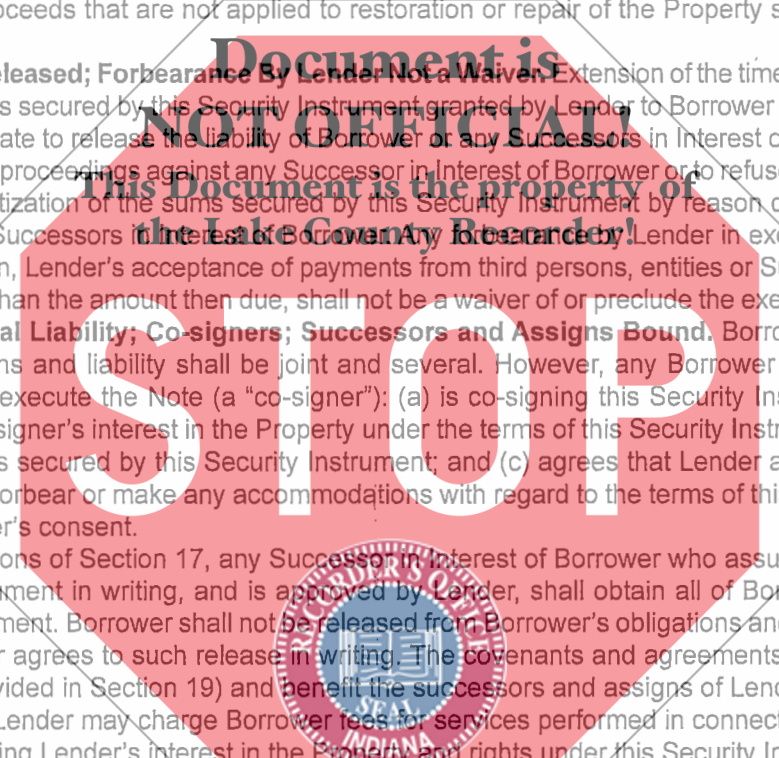 oceeds that are not applied to restoration or repair of the Property s
Document is
eleased; Forbearance By Lender Not a Waiver. Extension of the time
s secured by this Security Instrument granted by Lender to Borrower
NOT OFFICIAL!
ate to release the liability of Borrower or any Successors in Interest o
proceedings against any Successor in Interest of Borrower or to refuse
This Document is the property of
tization of the sums secured by this Security Instrument by reason o
the Lake County Recorder!
Successors in Interest of Borrower. Any forbearance by Lender in exe
n, Lender's acceptance of payments from third persons, entities or S
han the amount then due, shall not be a waiver of or preclude the exe
al Liability; Co-signers; Successors and Assigns Bound. Borro
ns and liability shall be joint and several. However, any Borrower
execute the Note (a "co-signer"): (a) is co-signing this Security Ins
signer's interest in the Property under the terms of this Security Instr
STOP
s secured by this Security Instrument; and (c) agrees that Lender a
orbear or make any accommodations with regard to the terms of thi
er's consent.
ons of Section 17, any Successor in Interest of Borrower who assu
ment in writing, and is approved by Lender, shall obtain all of Bor
ment. Borrower shall not be released from Borrower's obligations and
r agrees to such release in writing. The covenants and agreements
vided in Section 19) and benefit the successors and assigns of Lend
Lender may charge Borrower fees for services performed in connect
ing Lender's interest in the Property and rights under this Security In
RECORDER'S OFFICE
SEAL
INDIANA